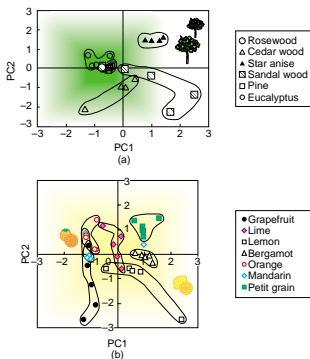 3
2
1
0
−1
−2
−3
PC2
−3 −2 −1 0 1 2 3
PC1
(a)
Rosewood
Cedar wood
Star anise
Sandal wood
Pine
Eucalyptus
3
2
1
0
−1
−2
−3
PC2
−3 −2 −1 1 2 3
PC1
(b)
Grapefruit
Lime
Lemon
Bergamot
Orange
Mandarin
Petit grain